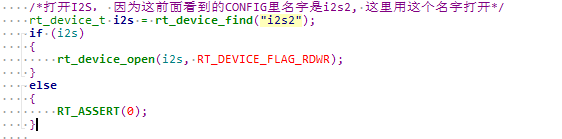 /*打开I2S， 因为这前面看到的CONFIG里名字是i2s2, 这里用这个名字打开*/
rt_device_t i2s = rt_device_find("i2s2");
if (i2s)
{
    rt_device_open(i2s, RT_DEVICE_FLAG_RDWR);
}
else
{
    RT_ASSERT(0);
}